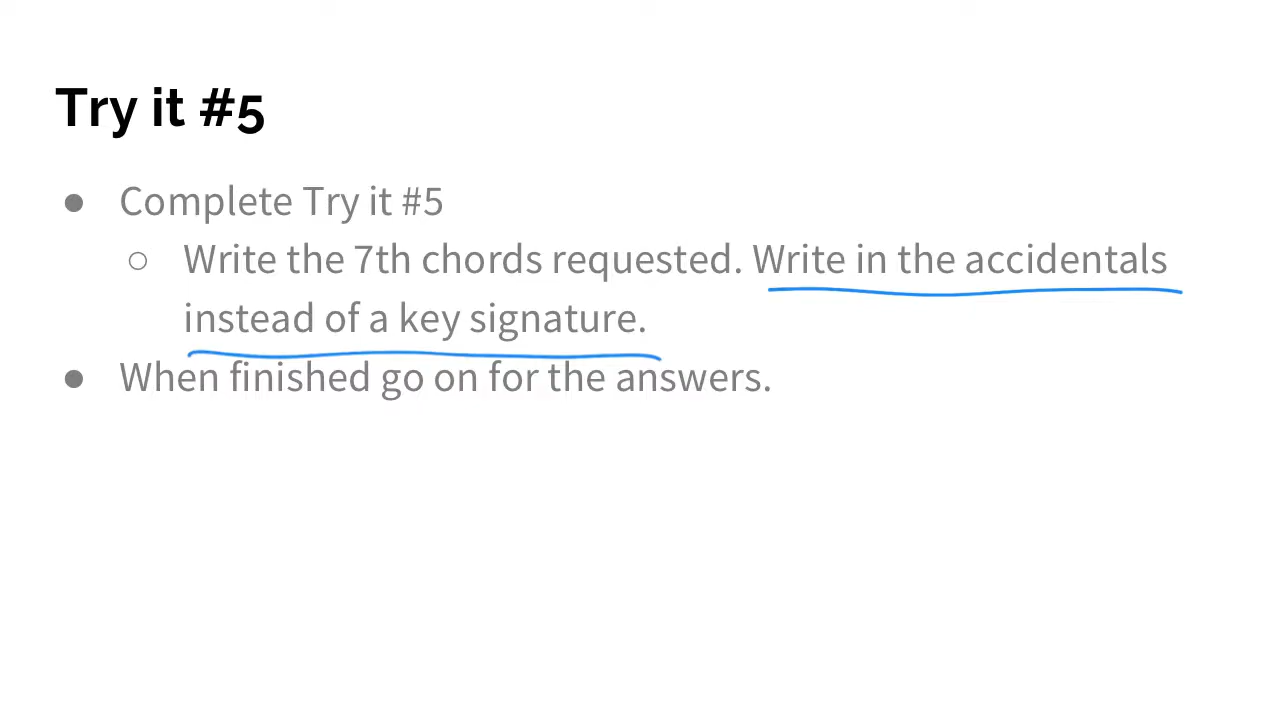 Try it #5
● Complete Try it #5
○ Write the 7th chords requested. Write in the accidentals
instead of a key signature.
● When finished go on for the answers.